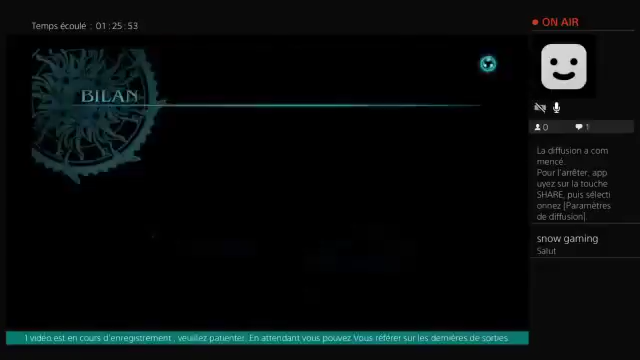 Temps écoulé : 01:25:53
ON AIR
BILAN
0
1
La diffusion a com
mencé.
Pour l'arrêter, app
uyez sur la touche
SHARE, puis sélecti
onnez [Paramètres
de diffusion].
snow gaming
Salut
1 vidéo est en cours d'enregistrement , veuillez patienter. En attendant vous pouvez Vous référer sur les dernières de sorties